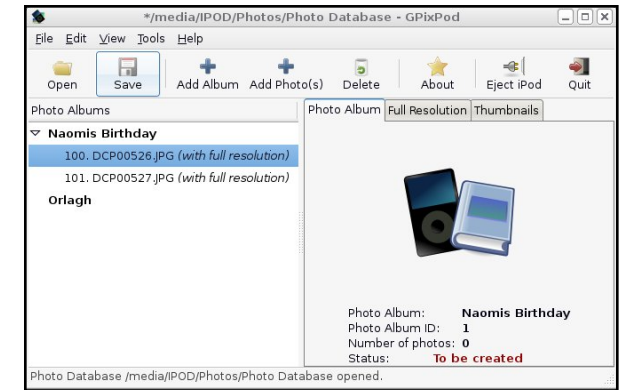 */media/IPOD/Photos/Photo Database - GPixPod
File Edit View Tools Help
Open Save Add Album Add Photo(s) Delete About Eject iPod Quit
Photo Albums
Photo Album Full Resolution Thumbnails
Naomis Birthday
100. DCP00526.JPG (with full resolution)
101. DCP00527.JPG (with full resolution)
Orlagh
Photo Album: Naomis Birthday
Photo Album ID: 1
Number of photos: 0
Status: To be created
Photo Database /media/IPOD/Photos/Photo Database opened.